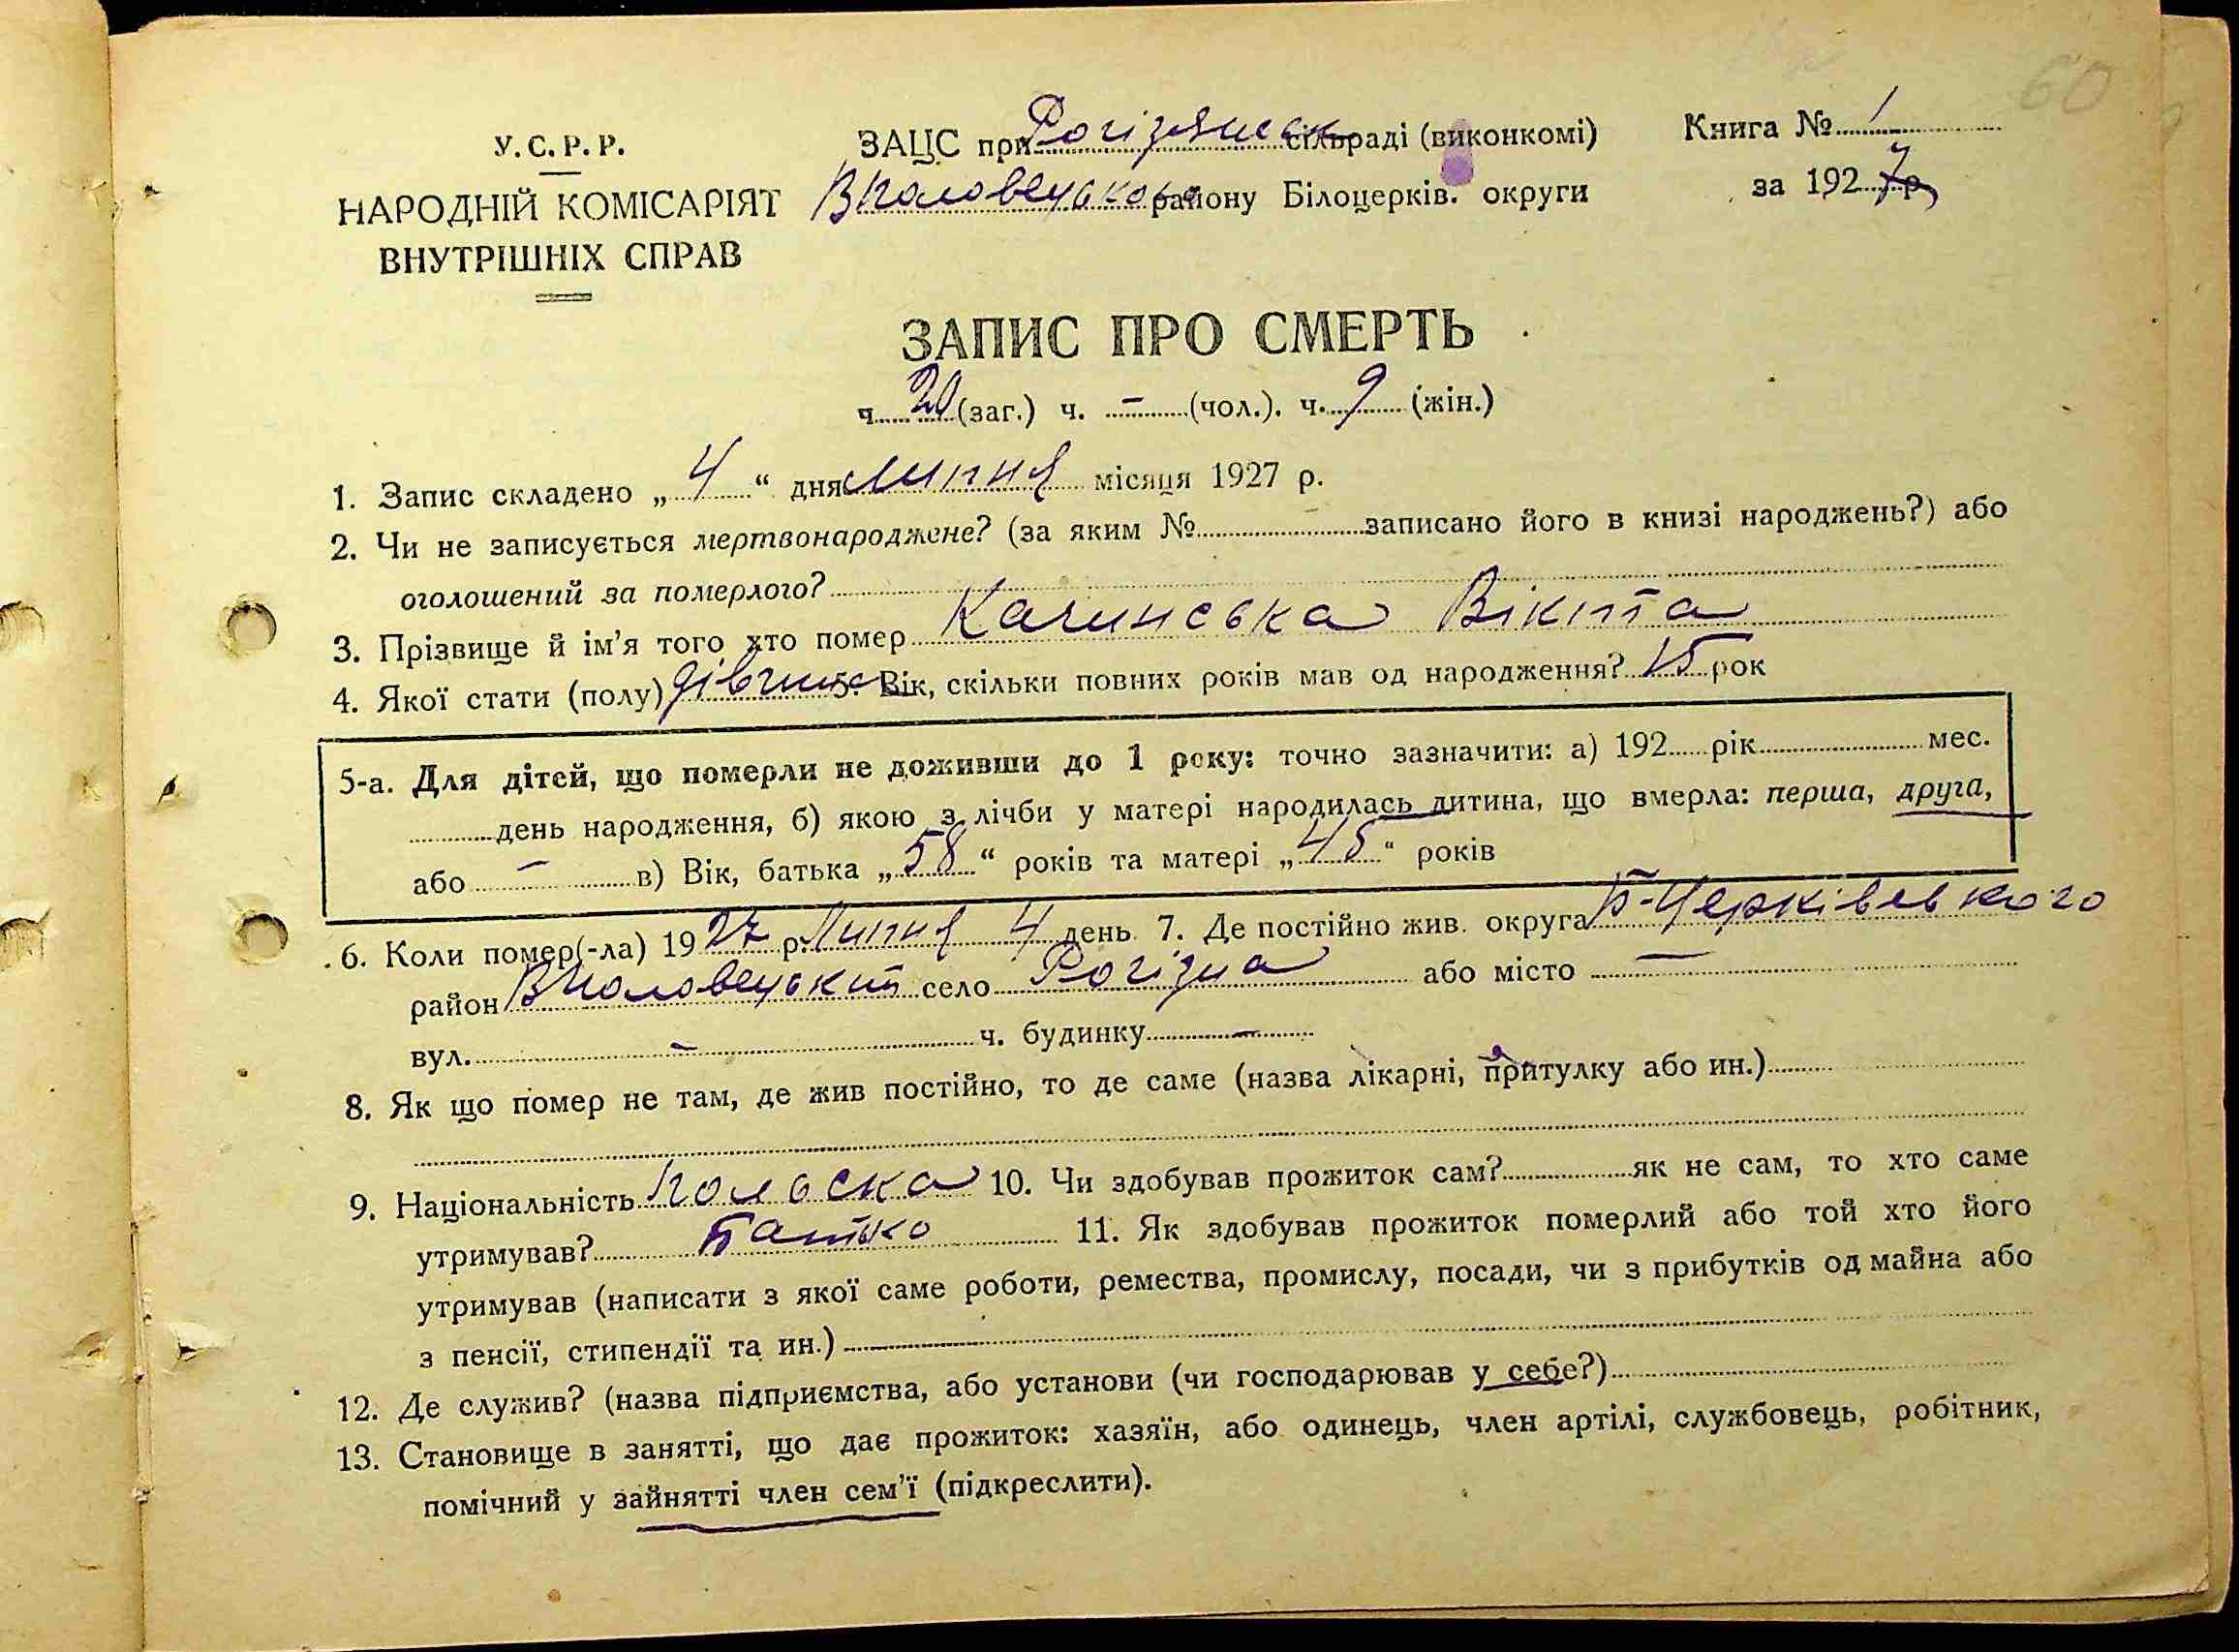 60
У.С.Р.Р.
НАРОДНІЙ КОМІСАРІЯТ
ВНУТРІШНІХ СПРАВ
ЗАЦС при Рогізянськ сільраді (виконкомі)
В Половецького району Білоцерків. округи
Книга № 1
за 1927 р.
ЗАПИС ПРО СМЕРТЬ
ч 20 (заг.) ч. – (чол.). ч. 9 (жін.)
1. Запис складено „4“ дня Липня місяця 1927 р.
2. Чи не записується мертвонароджене? (за яким № записано його в книзі народжень?) або
оголошений за померлого?
3. Прізвище й ім'я того хто помер Качинська Вікта
4. Якої стати (полу) дівчина 5. Вік, скільки повних років мав од народження? 15 рок
5-а. Для дітей, що померли не доживши до 1 року: точно зазначити: а) 192 рік мес.
день народження, б) якою з лічби у матері народилась дитина, що вмерла: перша, друга,
або – в) Вік, батька „58“ років та матері „45“ років
6. Коли помер(-ла) 1927 р. Липня 4 день 7. Де постійно жив. округа Б-Церківського
район В Половецький село Рогізна або місто –
вул. – ч. будинку –
8. Як що помер не там, де жив постійно, то де саме (назва лікарні, притулку або ин.)
9. Національність Польска 10. Чи здобував прожиток сам? як не сам, то хто саме
утримував? Батько 11. Як здобував прожиток померлий або той хто його
утримував (написати з якої саме роботи, ремества, промислу, посади, чи з прибутків од майна або
з пенсії, стипендії та ин.)
12. Де служив? (назва підприємства, або установи (чи господарював у себе?)
13. Становище в занятті, що дає прожиток: хазяїн, або одинець, член артілі, службовець, робітник,
помічний у зайнятті член сем'ї (підкреслити).